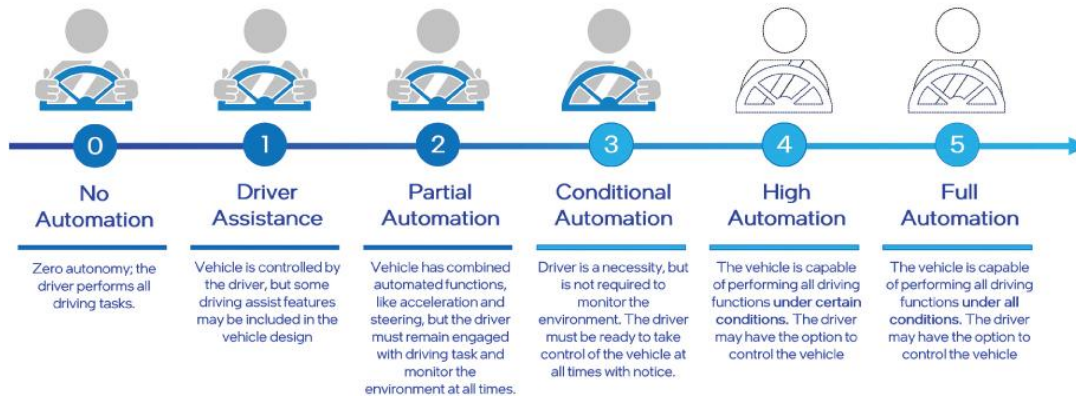 0
1
2
3
4
5
No
Automation
Driver
Assistance
Partial
Automation
Conditional
Automation
High
Automation
Full
Automation
Zero autonomy; the
driver performs all
driving tasks.
Vehicle is controlled by
the driver, but some
driving assist features
may be included in the
vehicle design
Vehicle has combined
automated functions,
like acceleration and
steering, but the driver
must remain engaged
with driving task and
monitor the
environment at all times.
Driver is a necessity, but
is not required to
monitor the
environment. The driver
must be ready to take
control of the vehicle at
all times with notice.
The vehicle is capable
of performing all driving
functions under certain
conditions. The driver
may have the option to
control the vehicle
The vehicle is capable
of performing all driving
functions under all
conditions. The driver
may have the option to
control the vehicle